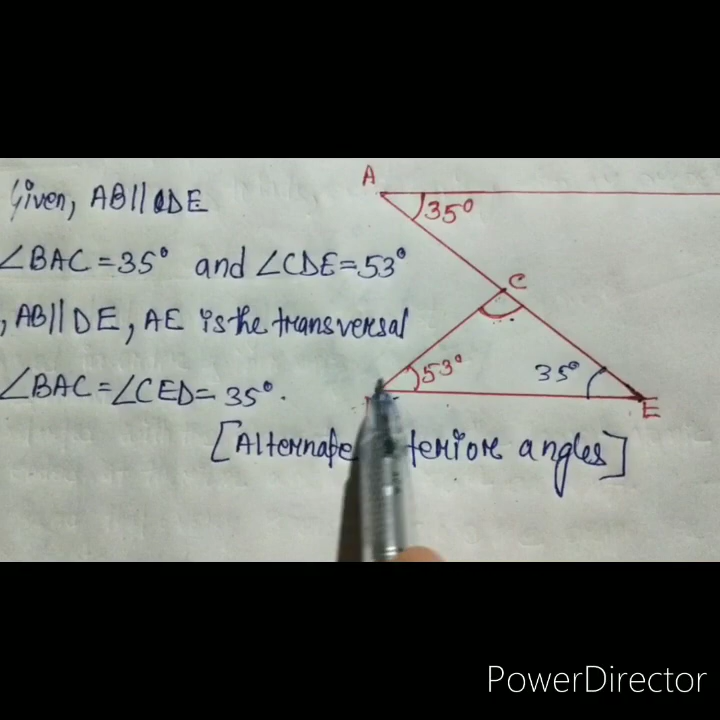 Given, AB||DE
∠BAC=35° and ∠CDE=53°
, AB||DE, AE is the transversal
∠BAC=∠CED=35°.
[Alternate angles]
A
35°
C
53°
35°
E
PowerDirector